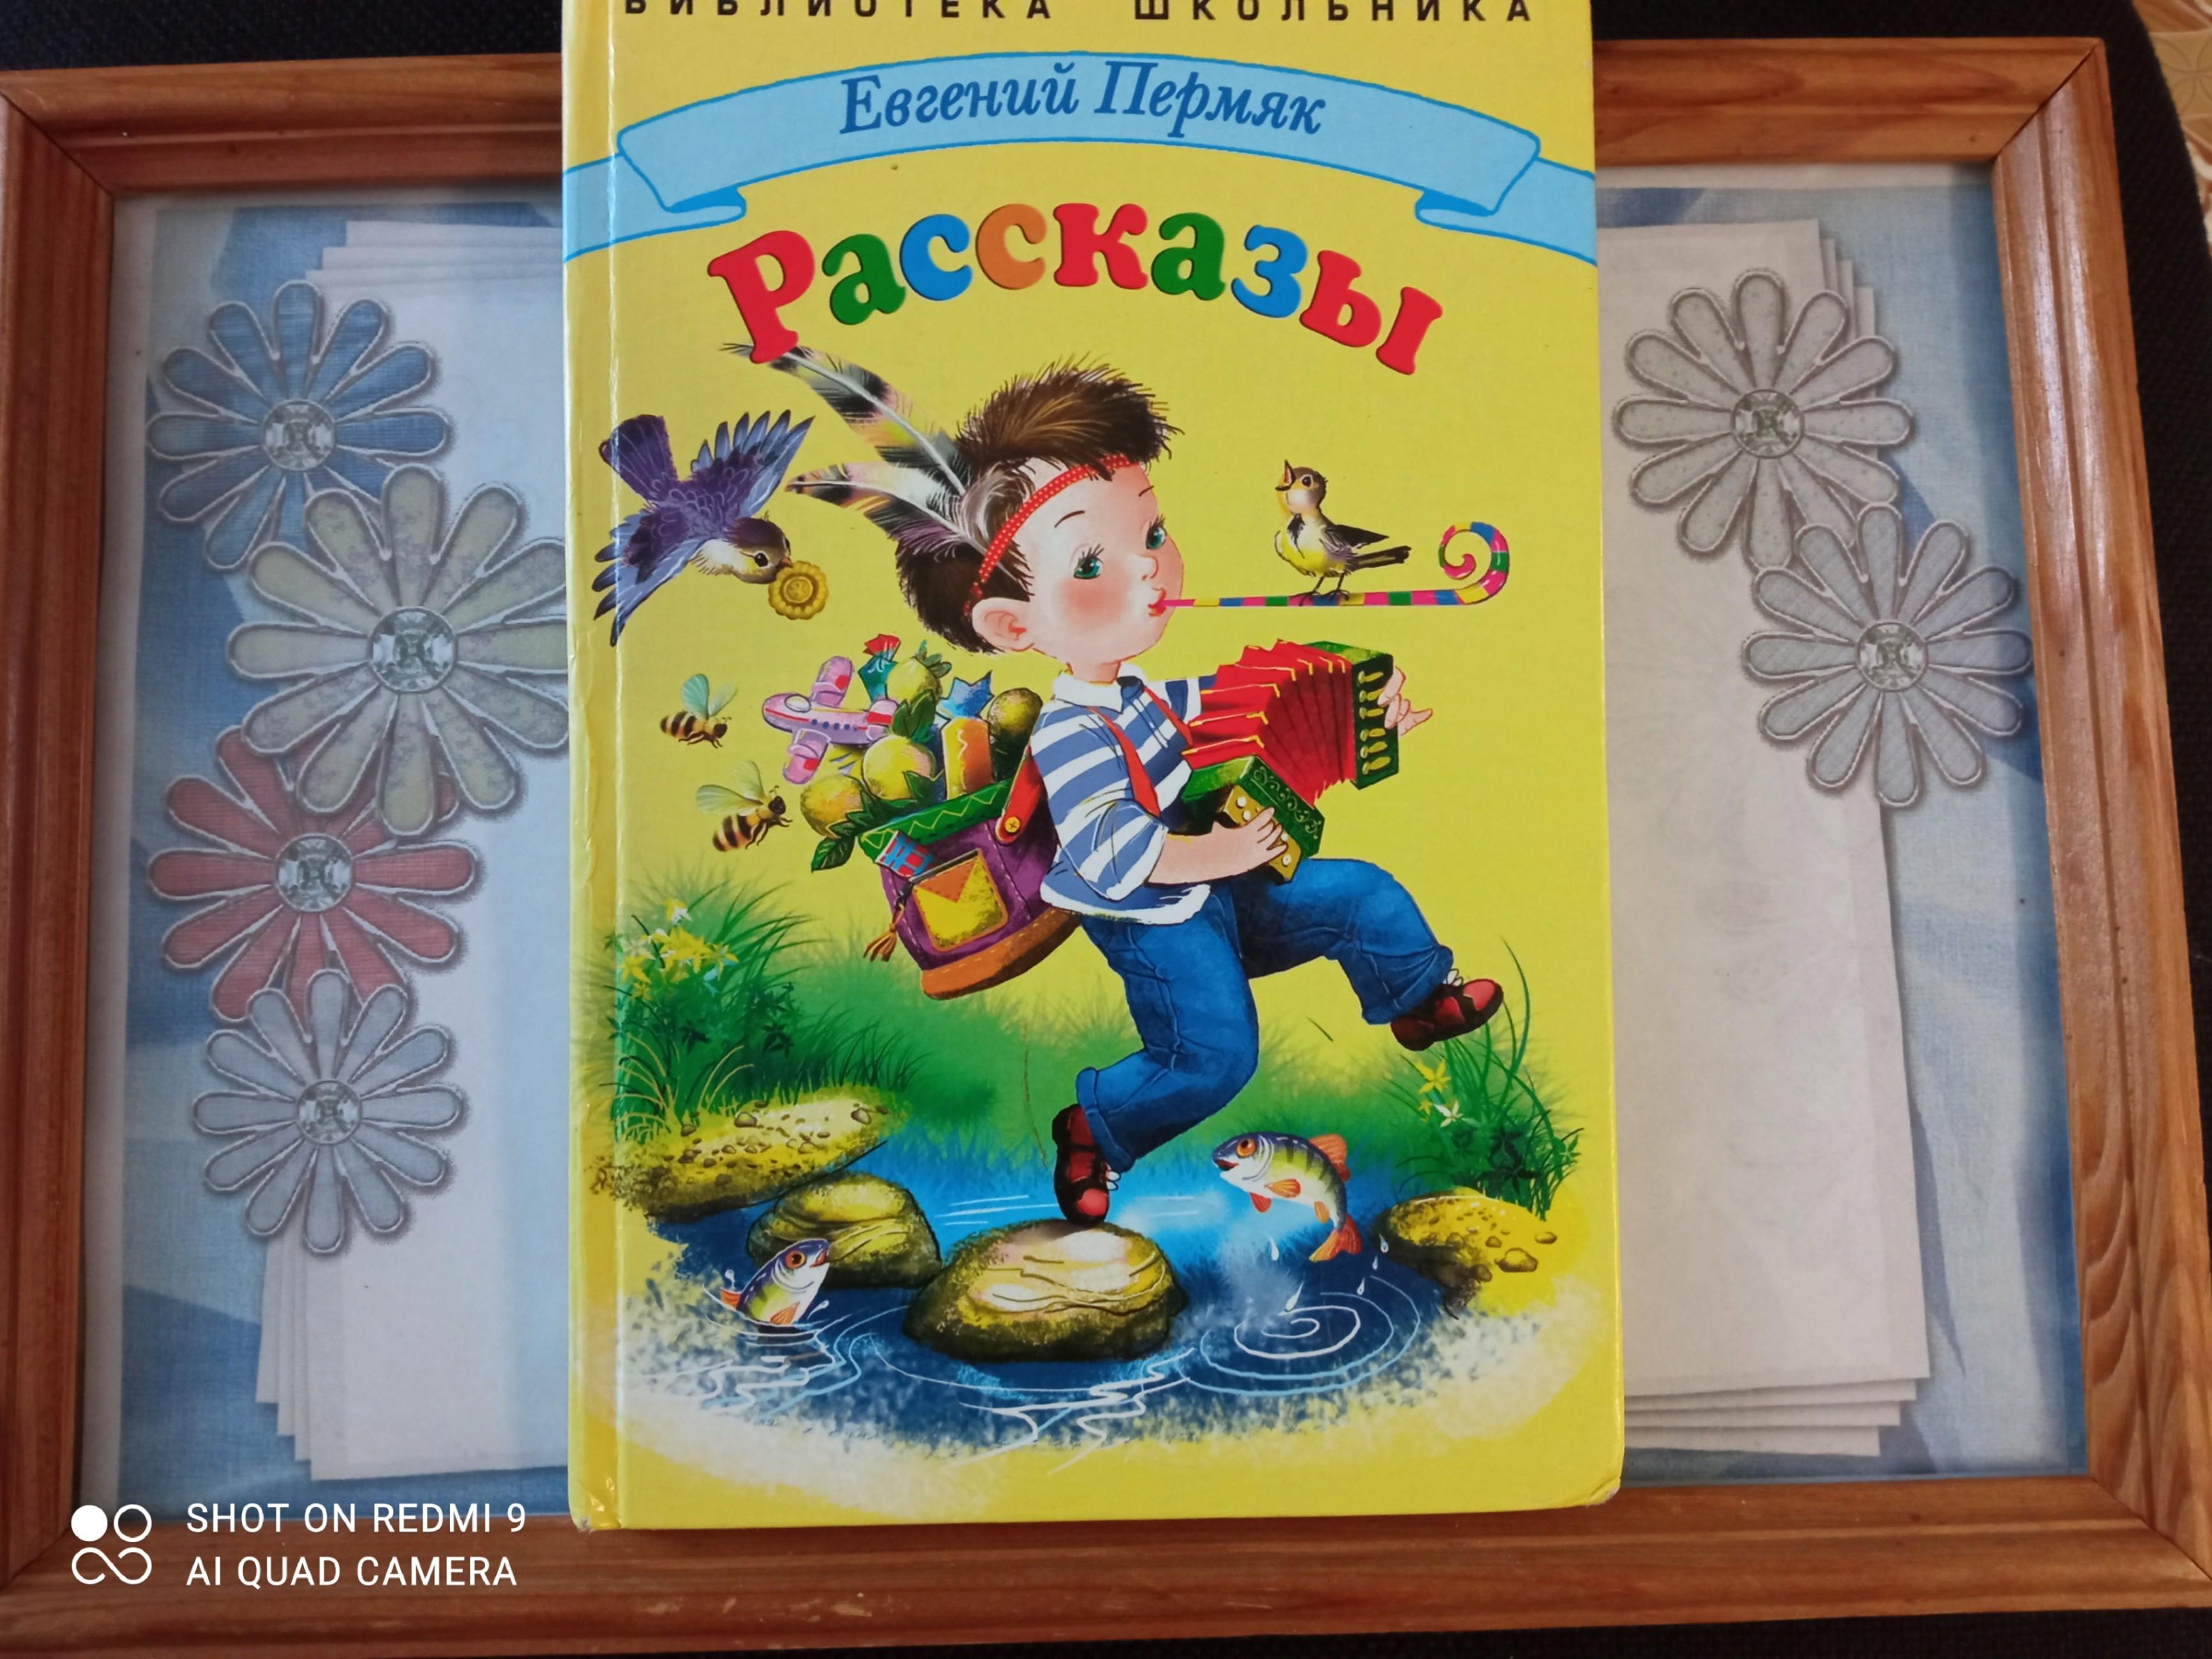 БИБЛИОТЕКА ШКОЛЬНИКА
Евгений Пермяк
Рассказы
SHOT ON REDMI 9
AI QUAD CAMERA